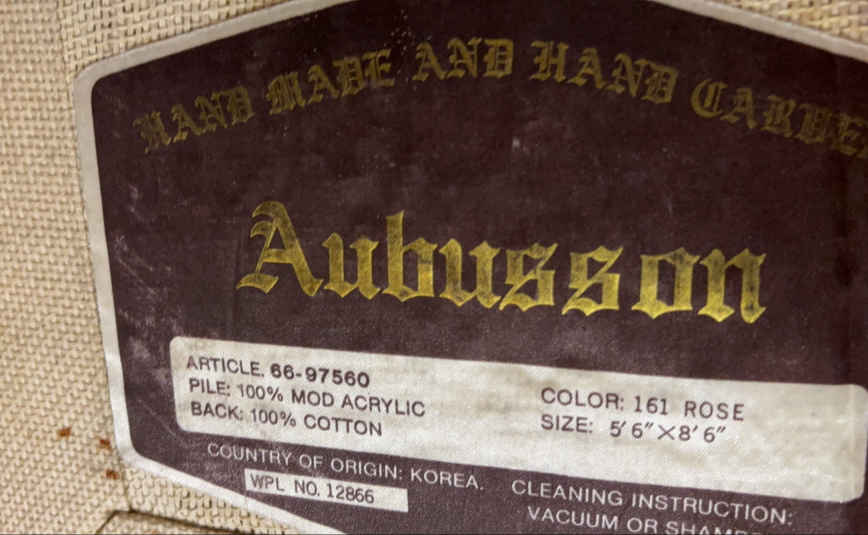 HAND MADE AND HAND CARVE
Aubusson
ARTICLE. 66-97560
PILE: 100% MOD ACRYLIC
BACK: 100% COTTON
COLOR: 161 ROSE
SIZE: 5'6"×8'6"
COUNTRY OF ORIGIN: KOREA.
WPL NO. 12866
CLEANING INSTRUCTION:
VACUUM OR